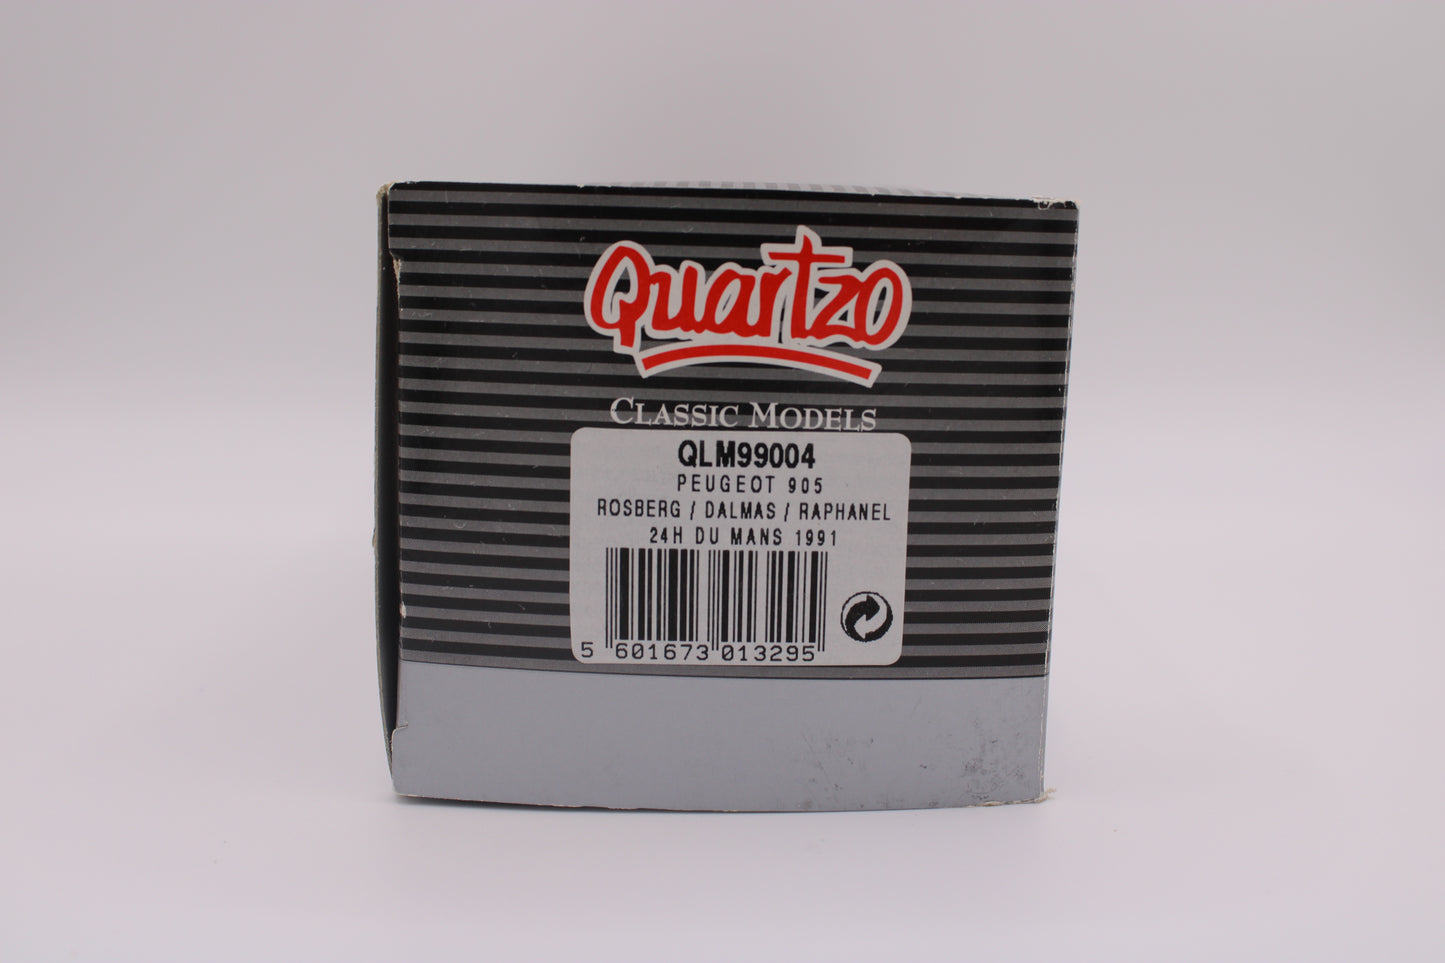 Quartzo
CLASSIC MODELS
QLM99004
PEUGEOT 905
ROSBERG / DALMAS / RAPHANEL
24H DU MANS 1991
5 601673 013295